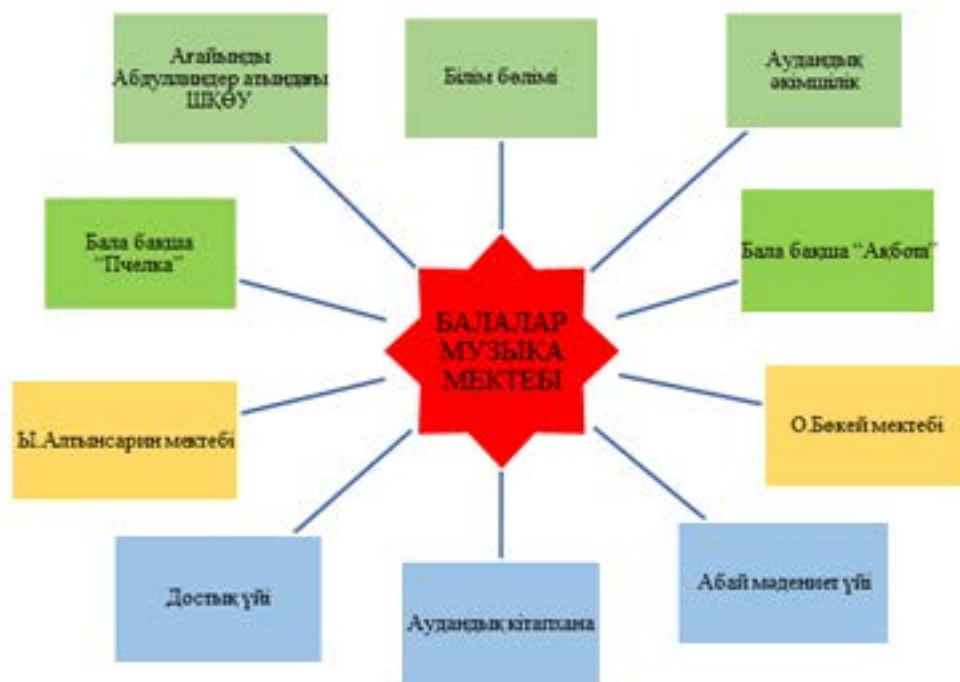 Ағайынды
Абдуллиндер атындағы
ШҚӨУ
Білім бөлімі
Аудандық
әкімшілік
Бала бақша
“Пчелка”
Бала бақша “Ақбота”
БАЛАЛАР
МУЗЫКА
МЕКТЕБІ
Ы.Алтынсарин мектебі
О.Бөкей мектебі
Достық үйі
Аудандық кітапхана
Абай мәдениет үйі